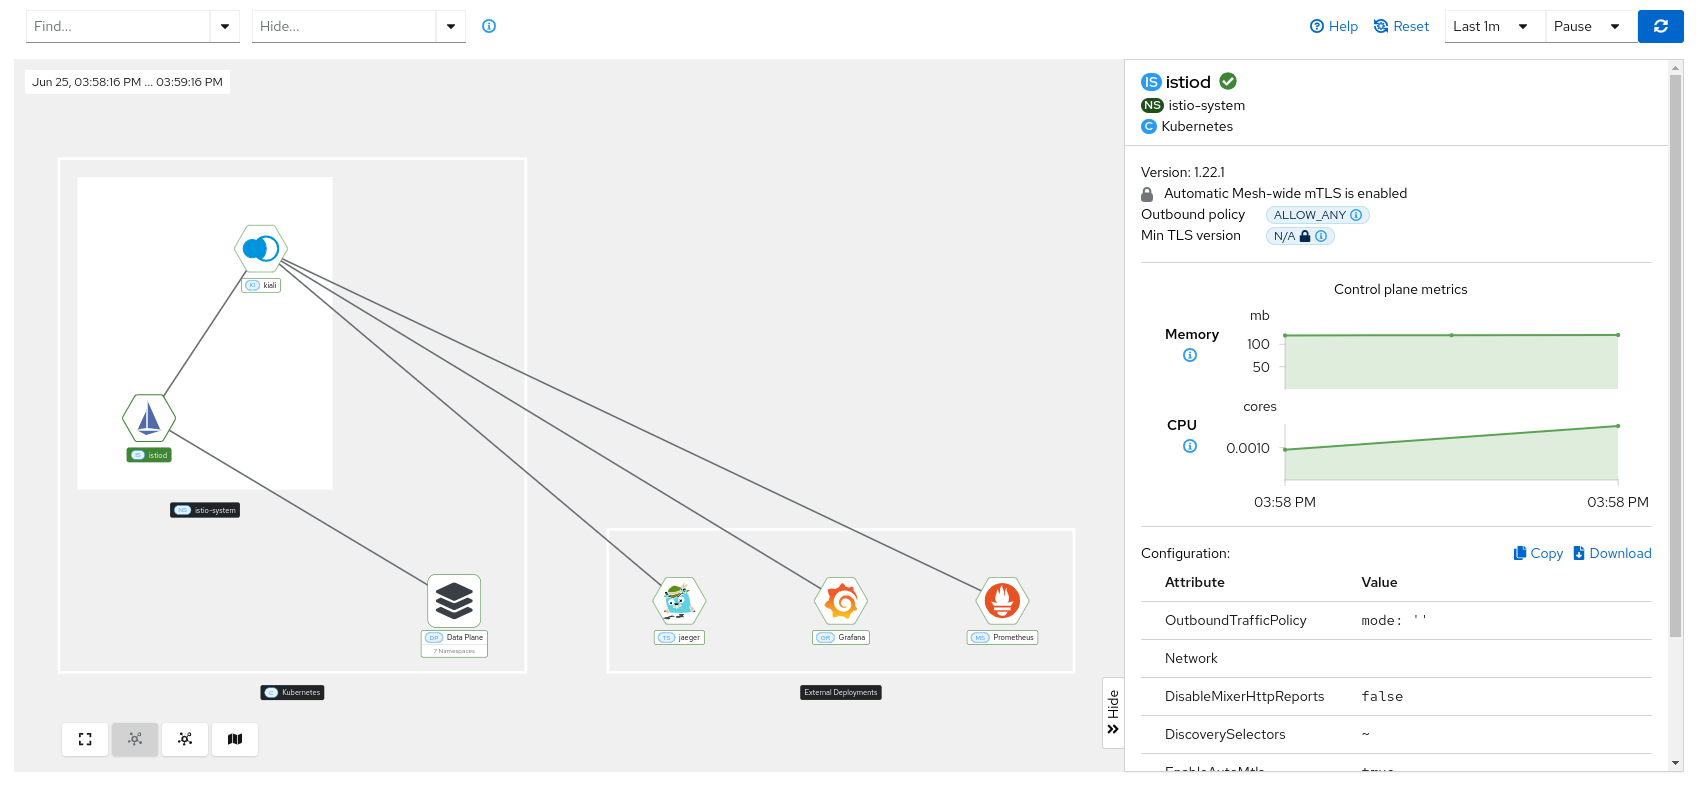 Find...
Hide...
Help
Reset
Last 1m
Pause
Jun 25, 03:58:16 PM ... 03:59:16 PM
KI kiali
IS istiod
NS istio-system
DP Data Plane
7 Namespaces
C Kubernetes
TS jaeger
GR Grafana
MS Prometheus
External Deployments
Hide
IS istiod
NS istio-system
C Kubernetes
Version: 1.22.1
Automatic Mesh-wide mTLS is enabled
Outbound policy ALLOW_ANY
Min TLS version N/A
Control plane metrics
mb
Memory
100
50
cores
CPU
0.0010
03:58 PM 03:58 PM
Configuration: Copy Download
Attribute Value
OutboundTrafficPolicy mode: ''
Network
DisableMixerHttpReports false
DiscoverySelectors ~
EnableAutoMtls true